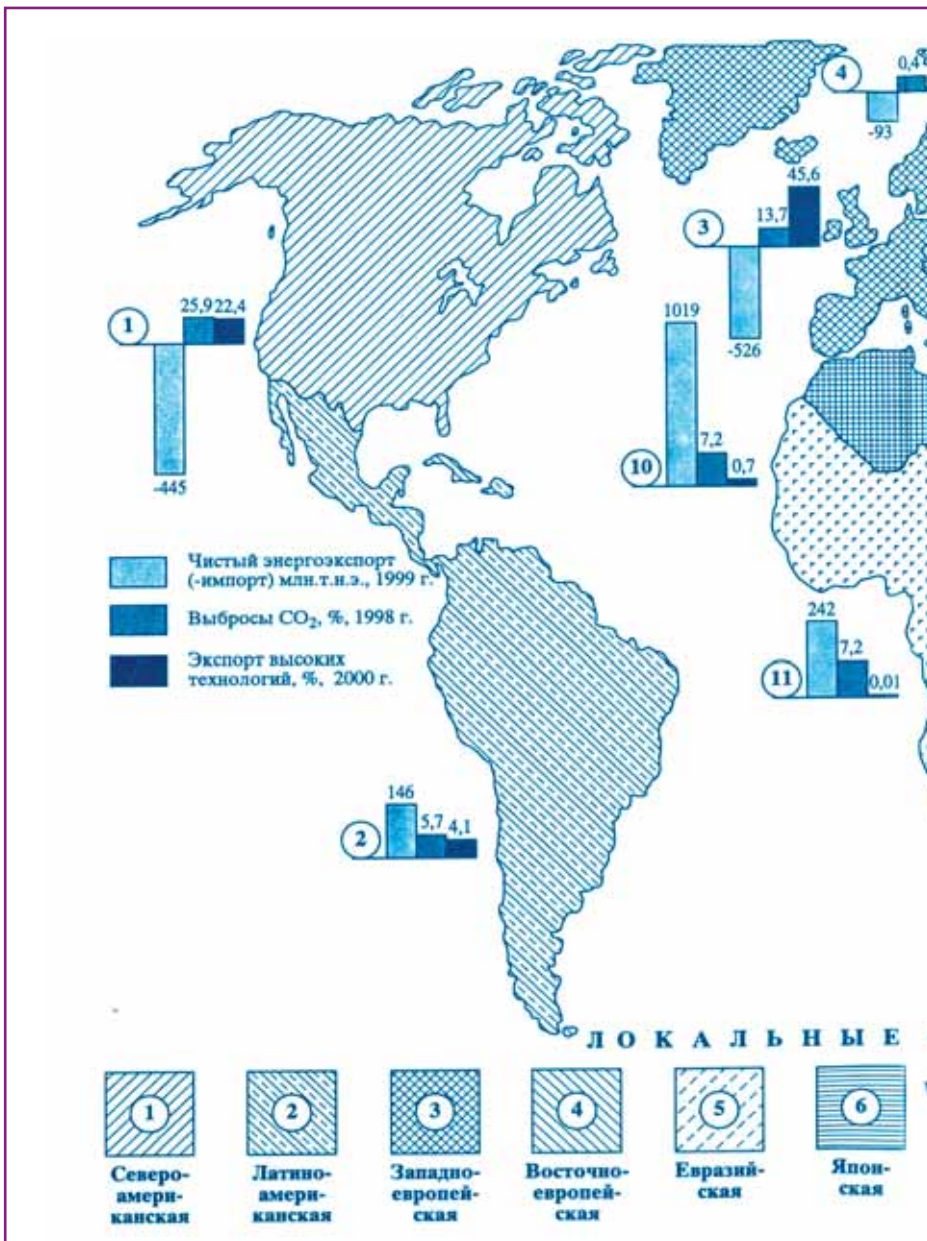 4
0,4
-93
45,6
13,7
3
-526
1019
7,2
0,7
10
25,9 22,4
1
-445
Чистый энергоэкспорт
(-импорт) млн.т.н.э., 1999 г.
Выбросы CO₂, %, 1998 г.
Экспорт высоких
технологий, %, 2000 г.
242
7,2
0,01
11
146
5,7 4,1
2
ЛОКАЛЬНЫЕ
1
2
3
4
5
6
Северо-
амери-
канская
Латино-
амери-
канская
Западно-
европей-
ская
Восточно-
европей-
ская
Евразий-
ская
Япон-
ская